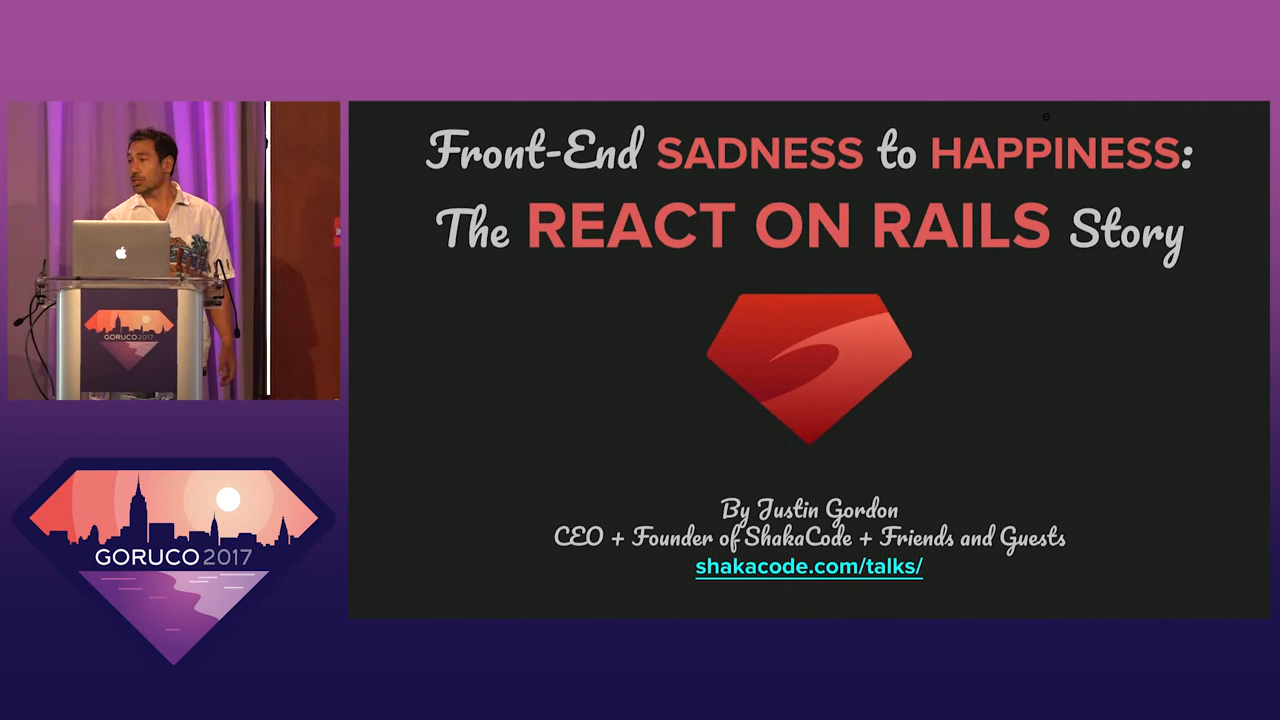 Front-End SADNESS to HAPPINESS:
The REACT ON RAILS Story
By Justin Gordon
CEO + Founder of ShakaCode + Friends and Guests
shakacode.com/talks/
GORUCO 2017
GORUCO 2017